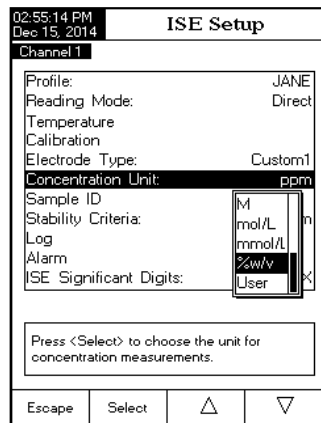 02:55:14 PM
Dec 15, 2014
ISE Setup
Channel 1
Profile: JANE
Reading Mode: Direct
Temperature
Calibration
Electrode Type: Custom1
Concentration Unit: ppm
Sample ID
Stability Criteria:
Log
Alarm
ISE Significant Digits: X
M
mol/L
mmol/L
%w/v
User
Press <Select> to choose the unit for
concentration measurements.
Escape Select